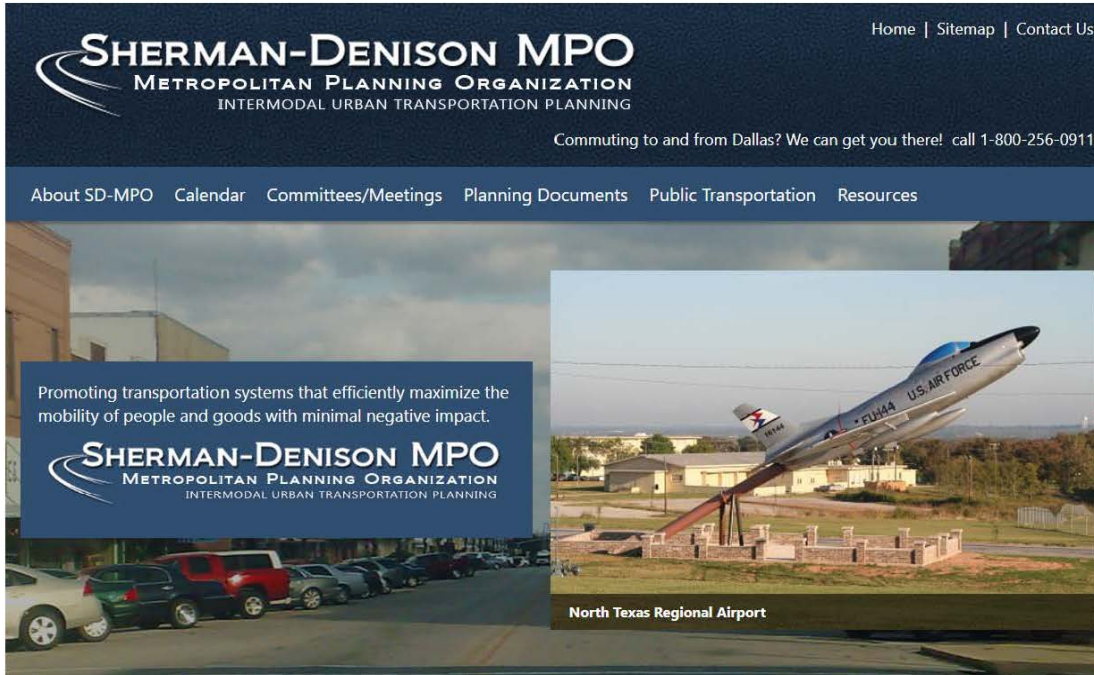 Home | Sitemap | Contact Us
SHERMAN-DENISON MPO
METROPOLITAN PLANNING ORGANIZATION
INTERMODAL URBAN TRANSPORTATION PLANNING
Commuting to and from Dallas? We can get you there! call 1-800-256-0911
About SD-MPO Calendar Committees/Meetings Planning Documents Public Transportation Resources
Promoting transportation systems that efficiently maximize the
mobility of people and goods with minimal negative impact.
SHERMAN-DENISON MPO
METROPOLITAN PLANNING ORGANIZATION
INTERMODAL URBAN TRANSPORTATION PLANNING
U.S. AIR FORCE
FU-144
16144
North Texas Regional Airport